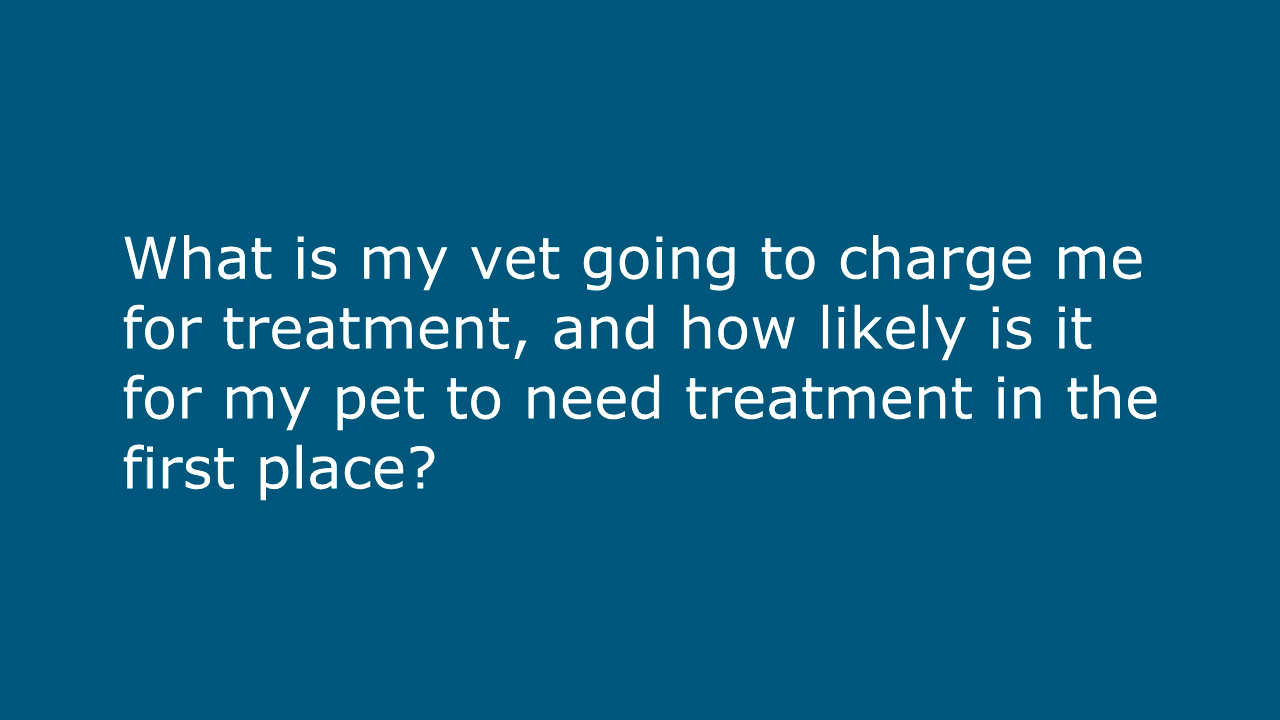 What is my vet going to charge me
for treatment, and how likely is it
for my pet to need treatment in the
first place?